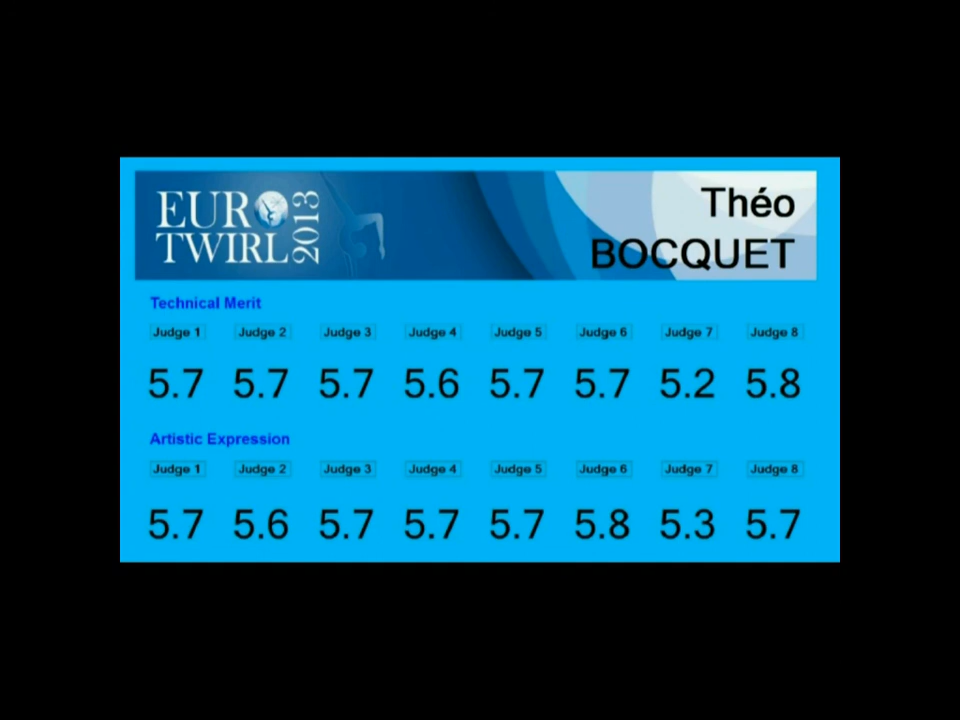 EUROTWIRL 2013
Théo
BOCQUET
Technical Merit
Judge 1 Judge 2 Judge 3 Judge 4 Judge 5 Judge 6 Judge 7 Judge 8
5.7 5.7 5.7 5.6 5.7 5.7 5.2 5.8
Artistic Expression
Judge 1 Judge 2 Judge 3 Judge 4 Judge 5 Judge 6 Judge 7 Judge 8
5.7 5.6 5.7 5.7 5.7 5.8 5.3 5.7